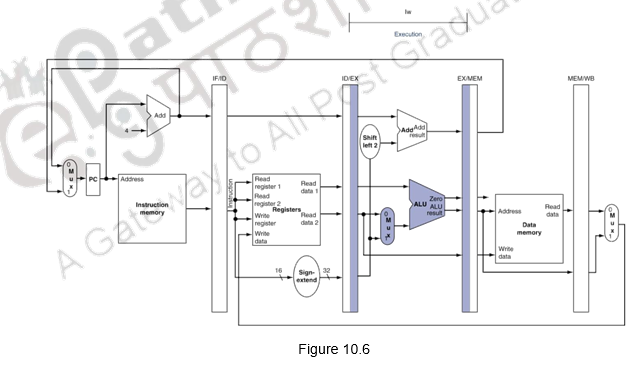 lw
Execution
IF/ID
ID/EX
EX/MEM
MEM/WB
Add
4
Add
Add
result
Shift
left 2
0
M
u
x
1
PC
Address
Instruction
memory
Instruction
Read
register 1
Read
register 2
Write
register
Write
data
Registers
Read
data 1
Read
data 2
16
Sign-
extend
32
0
M
u
x
1
ALU
Zero
ALU
result
Address
Read
data
Data
memory
Write
data
0
M
u
x
1
Figure 10.6
पाठशा
A Gateway to All Post Gradua